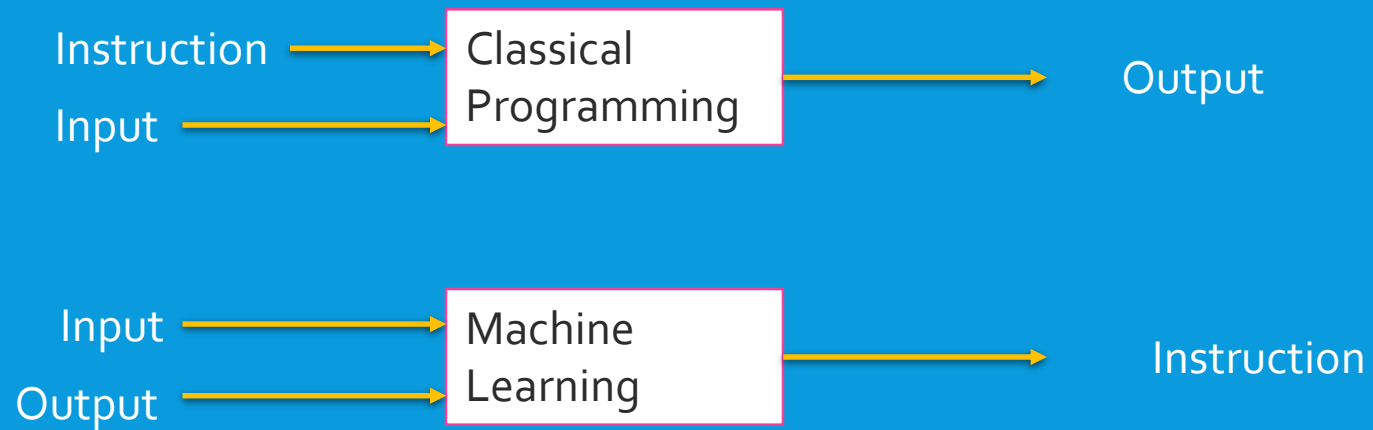 Instruction
Classical
Programming
Input
Output
Input
Machine
Learning
Output
Instruction